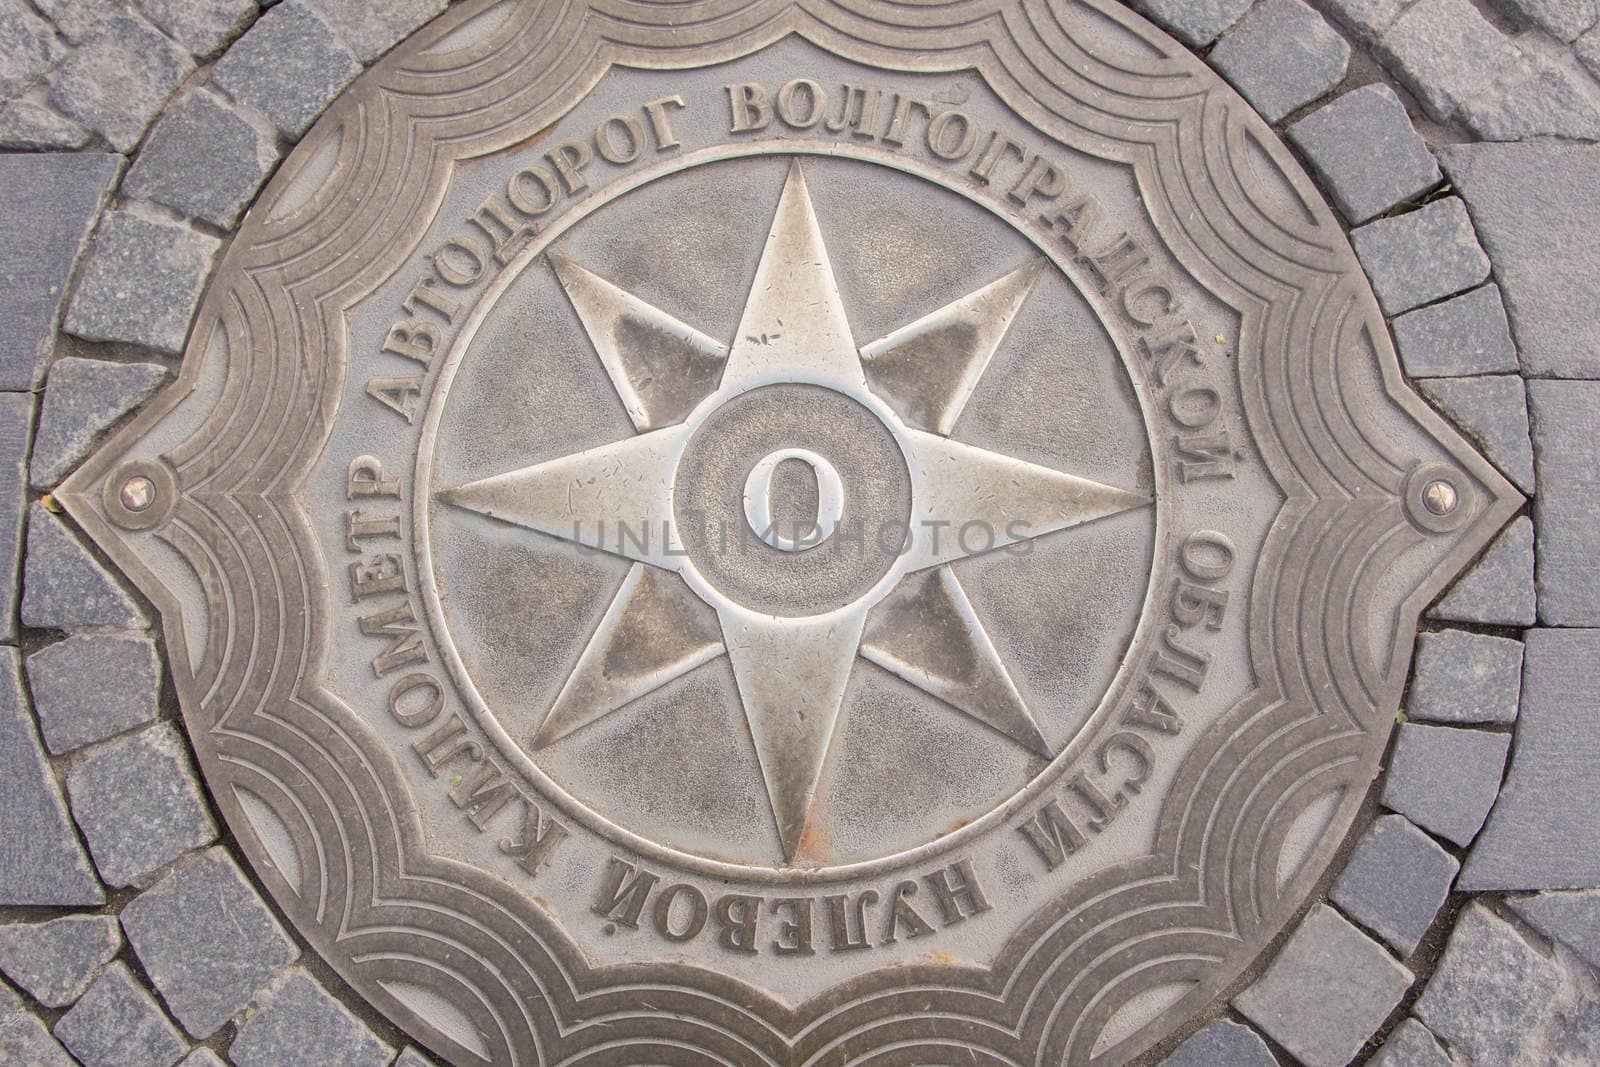 НУЛЕВОЙ КИЛОМЕТР АВТОДОРОГ ВОЛГОГРАДСКОЙ ОБЛАСТИ
0
UNLIMPHOTOS